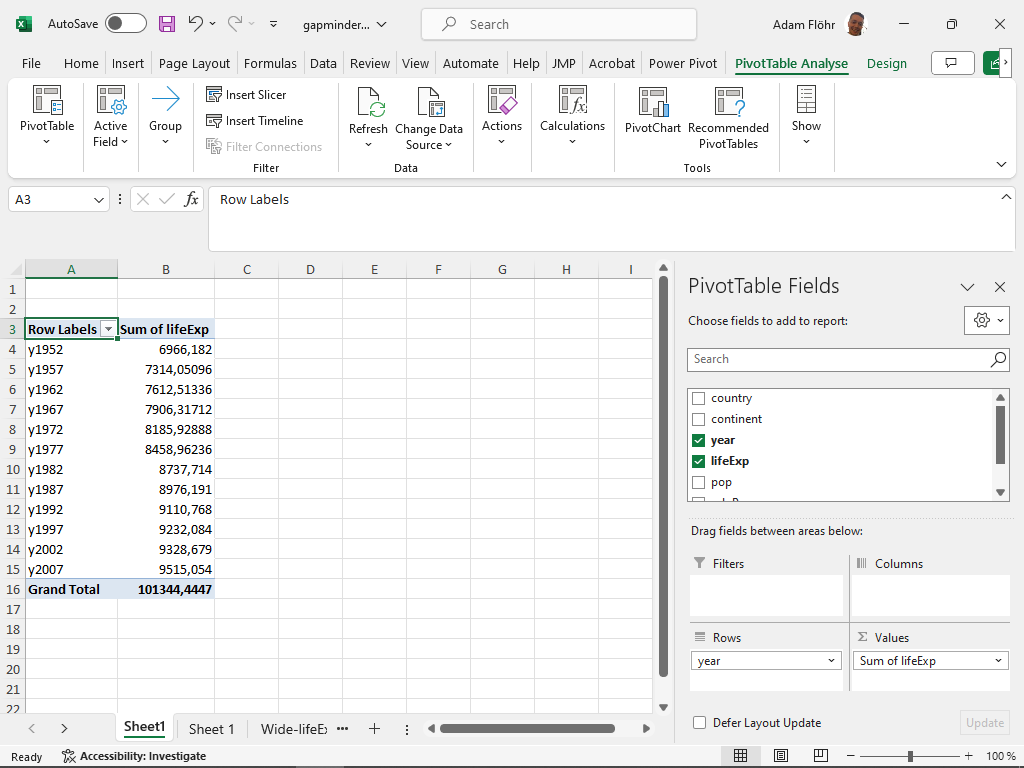 AutoSave gapminder... Search Adam Flöhr
File Home Insert Page Layout Formulas Data Review View Automate Help JMP Acrobat Power Pivot PivotTable Analyse Design
PivotTable
Active Field
Group
Insert Slicer
Insert Timeline
Filter Connections
Filter
Refresh
Change Data Source
Data
Actions
Calculations
PivotChart
Recommended PivotTables
Tools
Show
A3 fx Row Labels
A B C D E F G H I
1
2
3 Row Labels Sum of lifeExp
4 y1952 6966,182
5 y1957 7314,05096
6 y1962 7612,51336
7 y1967 7906,31712
8 y1972 8185,92888
9 y1977 8458,96236
10 y1982 8737,714
11 y1987 8976,191
12 y1992 9110,768
13 y1997 9232,084
14 y2002 9328,679
15 y2007 9515,054
16 Grand Total 101344,4447
17
18
19
20
21
22
PivotTable Fields
Choose fields to add to report:
Search
country
continent
year
lifeExp
pop
Drag fields between areas below:
Filters
Columns
Rows
Σ Values
year
Sum of lifeExp
Defer Layout Update Update
Sheet1 Sheet 1 Wide-lifeEx ...
Ready Accessibility: Investigate 100 %